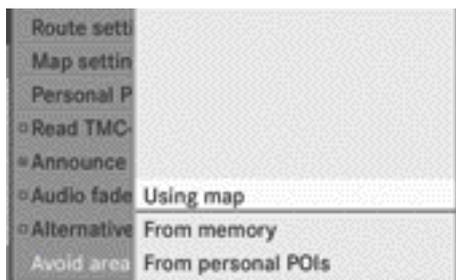 Route setti
Map settin
Personal P
Read TMC-
Announce
Audio fade
Alternative
Avoid area
Using map
From memory
From personal POIs